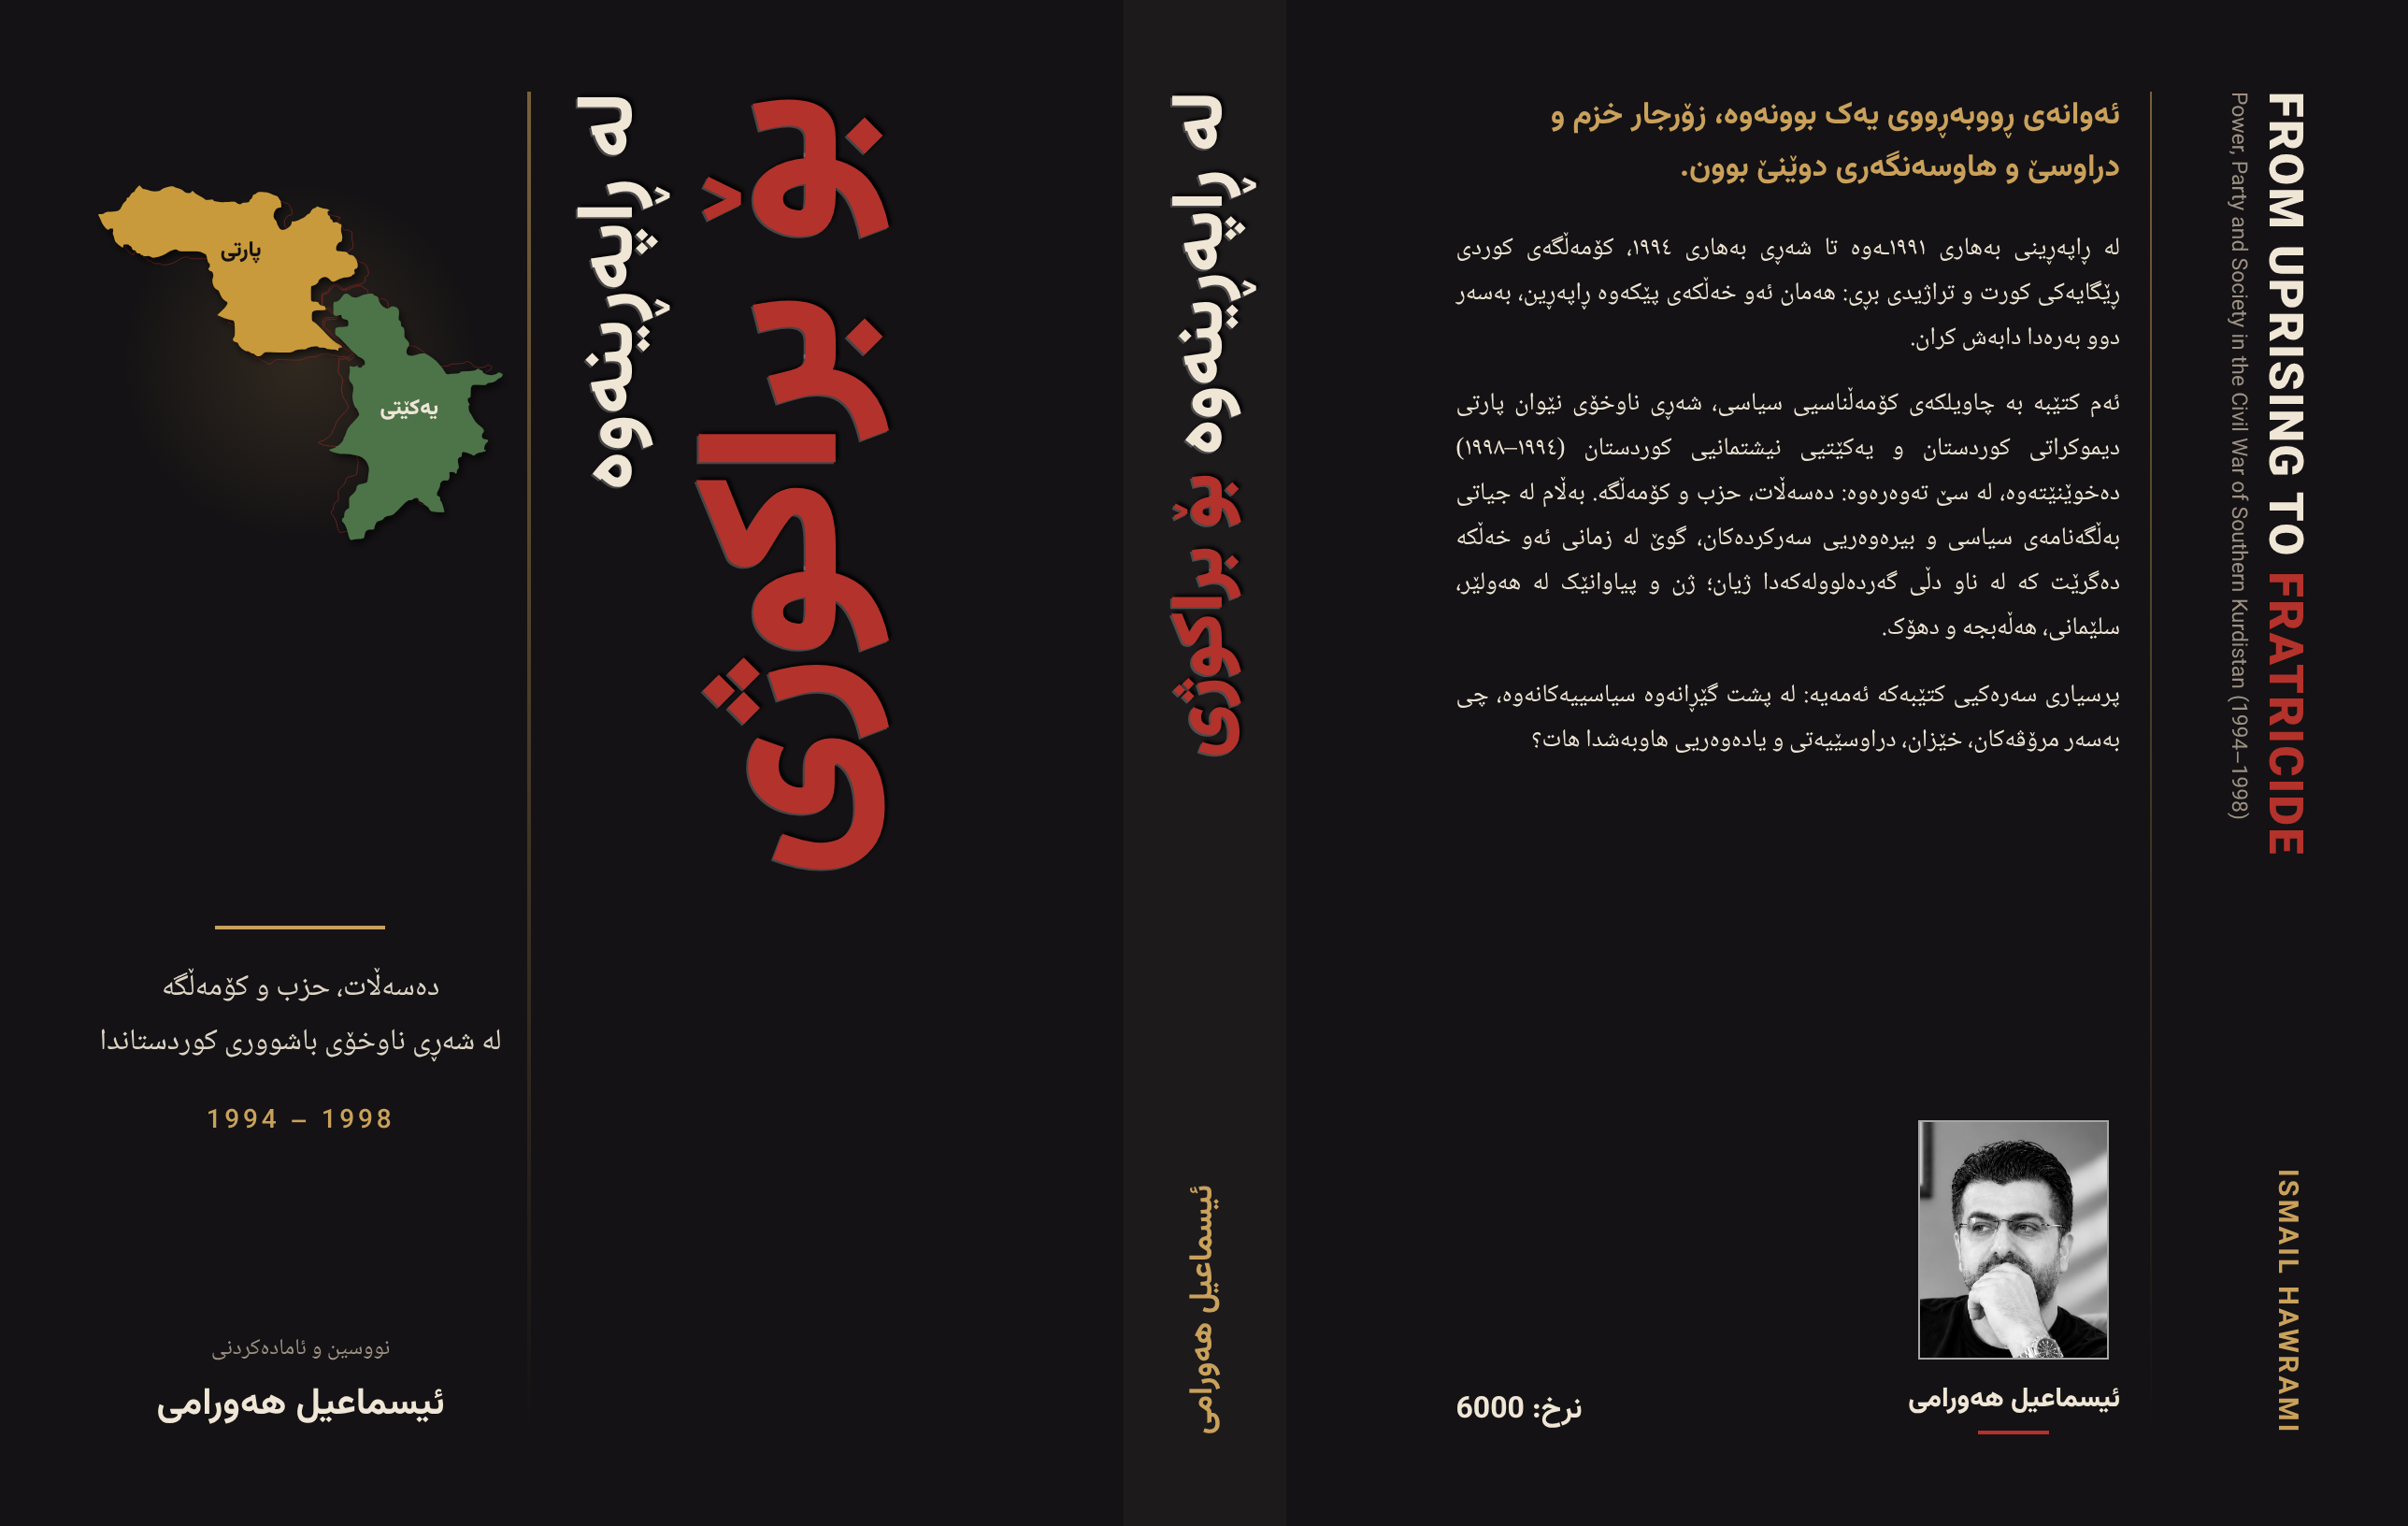 پارتی
یەکێتی
لە ڕاپەڕینەوە
بۆ براکوژی
دەسەڵات، حزب و کۆمەڵگە
لە شەڕی ناوخۆی باشووری کوردستاندا
1994 – 1998
نووسین و ئامادەکردنی
ئیسماعیل هەورامی
لە ڕاپەڕینەوە بۆ براکوژی
ئیسماعیل هەورامی
ئەوانەی ڕووبەڕووی یەک بوونەوە، زۆرجار خزم و
دراوسێ و هاوسەنگەری دوێنێ بوون.
لە ڕاپەڕینی بەهاری ١٩٩١ـەوە تا شەڕی بەهاری ١٩٩٤، کۆمەڵگەی کوردی
ڕێگایەکی کورت و تراژیدی بڕی: هەمان ئەو خەڵکەی پێکەوە ڕاپەڕین، بەسەر
دوو بەرەدا دابەش کران.
ئەم کتێبە بە چاویلکەی کۆمەڵناسیی سیاسی، شەڕی ناوخۆی نێوان پارتی
دیموکراتی کوردستان و یەکێتیی نیشتمانیی کوردستان (١٩٩٤–١٩٩٨)
دەخوێنێتەوە، لە سێ تەوەرەوە: دەسەڵات، حزب و کۆمەڵگە. بەڵام لە جیاتی
بەڵگەنامەی سیاسی و بیرەوەریی سەرکردەکان، گوێ لە زمانی ئەو خەڵکە
دەگرێت کە لە ناو دڵی گەردەلوولەکەدا ژیان؛ ژن و پیاوانێک لە هەولێر،
سلێمانی، هەڵەبجە و دهۆک.
پرسیاری سەرەکیی کتێبەکە ئەمەیە: لە پشت گێڕانەوە سیاسییەکانەوە، چی
بەسەر مرۆڤەکان، خێزان، دراوسێیەتی و یادەوەریی هاوبەشدا هات؟
ئیسماعیل هەورامی
نرخ: 6000
FROM UPRISING TO FRATRICIDE
Power, Party and Society in the Civil War of Southern Kurdistan (1994–1998)
ISMAIL HAWRAMI